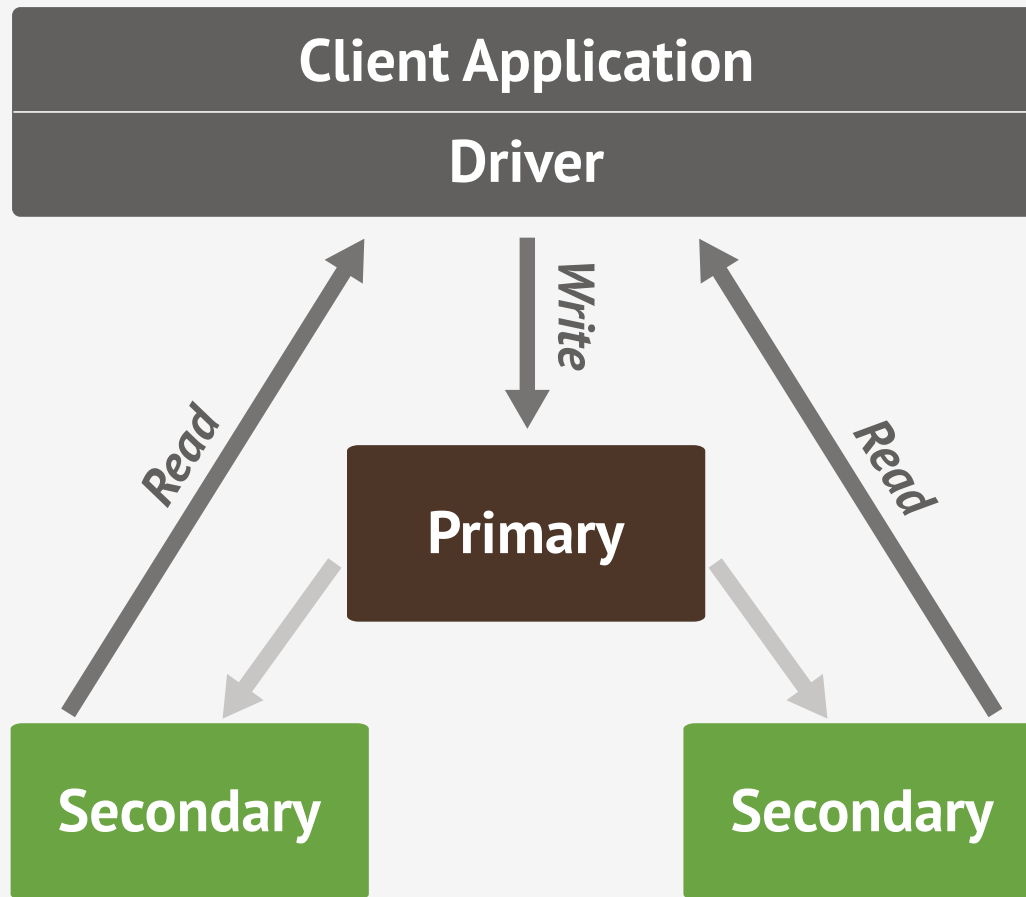 Client Application
Driver
Write
Read
Read
Primary
Secondary
Secondary